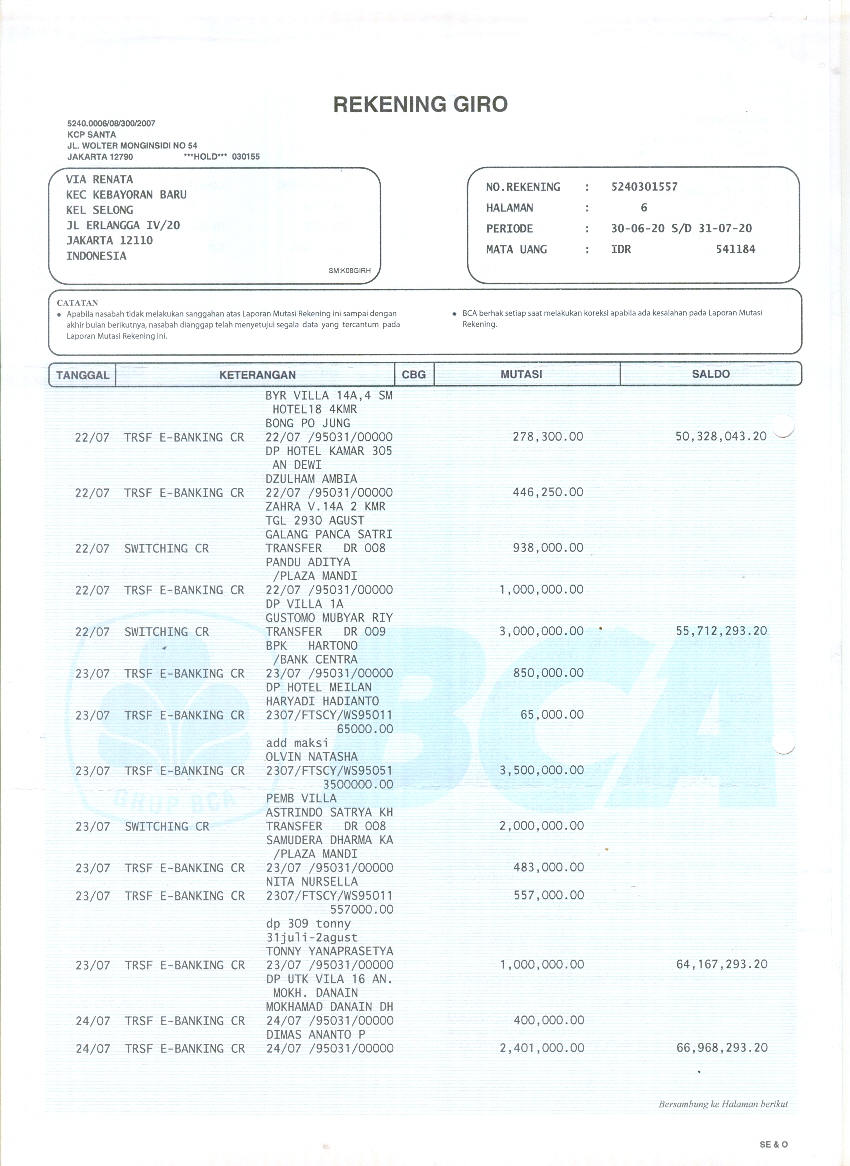 REKENING GIRO
5240.0006/08/300/2007
KCP SANTA
JL. WOLTER MONGINSIDI NO 54
JAKARTA 12790 ***HOLD*** 030155
VIA RENATA
KEC KEBAYORAN BARU
KEL SELONG
JL ERLANGGA IV/20
JAKARTA 12110
INDONESIA
SM:K08GIRH
NO.REKENING : 5240301557
HALAMAN : 6
PERIODE : 30-06-20 S/D 31-07-20
MATA UANG : IDR 541184
CATATAN
• Apabila nasabah tidak melakukan sanggahan atas Laporan Mutasi Rekening ini sampai dengan
akhir bulan berikutnya, nasabah dianggap telah menyetujui segala data yang tercantum pada
Laporan Mutasi Rekening ini.
• BCA berhak setiap saat melakukan koreksi apabila ada kesalahan pada Laporan Mutasi
Rekening.
TANGGAL KETERANGAN CBG MUTASI SALDO
BYR VILLA 14A,4 SM
HOTEL18 4KMR
BONG PO JUNG
22/07 TRSF E-BANKING CR 22/07 /95031/00000 278,300.00 50,328,043.20
DP HOTEL KAMAR 305
AN DEWI
DZULHAM AMBIA
22/07 TRSF E-BANKING CR 22/07 /95031/00000 446,250.00
ZAHRA V.14A 2 KMR
TGL 2930 AGUST
GALANG PANCA SATRI
22/07 SWITCHING CR TRANSFER DR 008 938,000.00
PANDU ADITYA
/PLAZA MANDI
22/07 TRSF E-BANKING CR 22/07 /95031/00000 1,000,000.00
DP VILLA 1A
GUSTOMO MUBYAR RIY
22/07 SWITCHING CR TRANSFER DR 009 3,000,000.00 55,712,293.20
BPK HARTONO
/BANK CENTRA
23/07 TRSF E-BANKING CR 23/07 /95031/00000 850,000.00
DP HOTEL MEILAN
HARYADI HADIANTO
23/07 TRSF E-BANKING CR 2307/FTSCY/WS95011 65,000.00
65000.00
add maksi
OLVIN NATASHA
23/07 TRSF E-BANKING CR 2307/FTSCY/WS95051 3,500,000.00
3500000.00
PEMB VILLA
ASTRINDO SATRYA KH
23/07 SWITCHING CR TRANSFER DR 008 2,000,000.00
SAMUDERA DHARMA KA
/PLAZA MANDI
23/07 TRSF E-BANKING CR 23/07 /95031/00000 483,000.00
NITA NURSELLA
23/07 TRSF E-BANKING CR 2307/FTSCY/WS95011 557,000.00
557000.00
dp 309 tonny
31juli-2agust
TONNY YANAPRASETYA
23/07 TRSF E-BANKING CR 23/07 /95031/00000 1,000,000.00 64,167,293.20
DP UTK VILA 16 AN.
MOKH. DANAIN
MOKHAMAD DANAIN DH
24/07 TRSF E-BANKING CR 24/07 /95031/00000 400,000.00
DIMAS ANANTO P
24/07 TRSF E-BANKING CR 24/07 /95031/00000 2,401,000.00 66,968,293.20
BCA
GRUP BCA
Bersambung ke Halaman berikut
SE & O